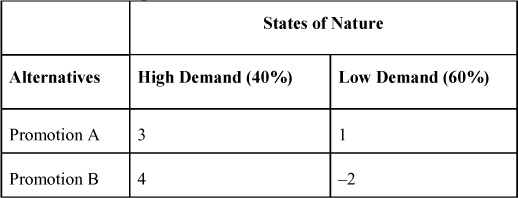 States of Nature
Alternatives High Demand (40%) Low Demand (60%)
Promotion A 3 1
Promotion B 4 –2